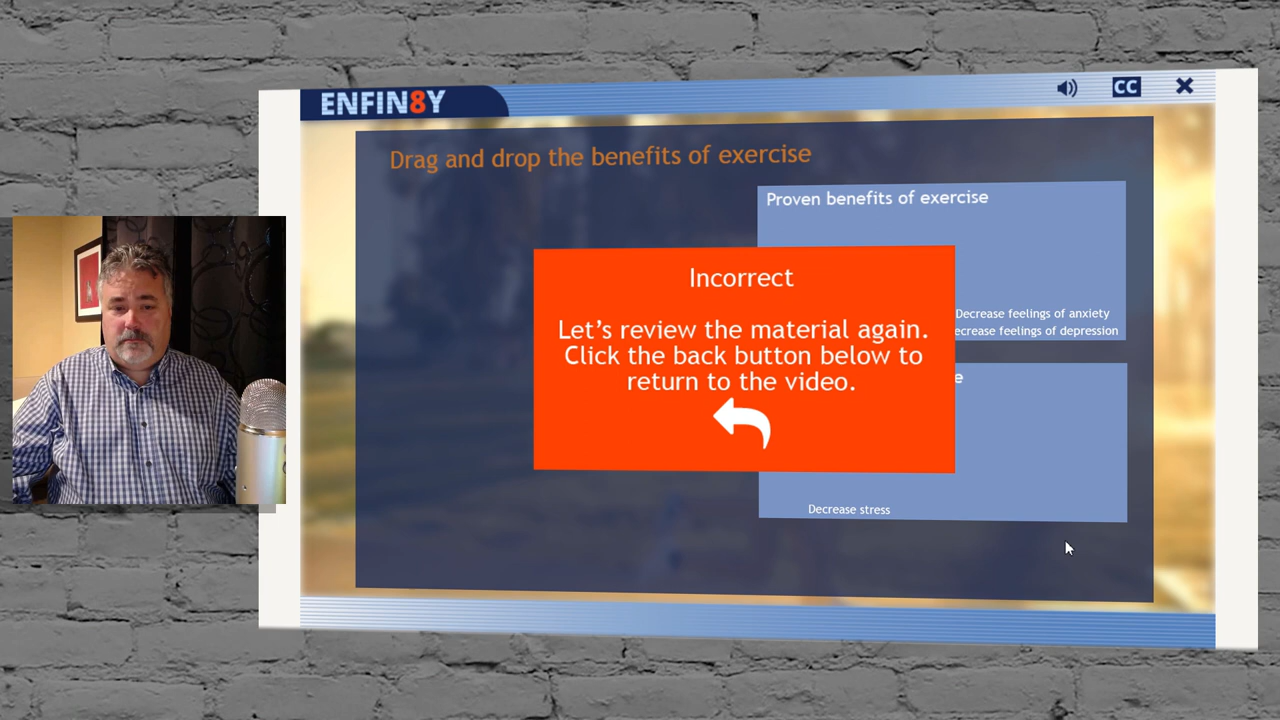 ENFIN8Y
CC
Drag and drop the benefits of exercise
Proven benefits of exercise
Incorrect
Let's review the material again.
Click the back button below to
return to the video.
Decrease feelings of anxiety
ecrease feelings of depression
e
Decrease stress